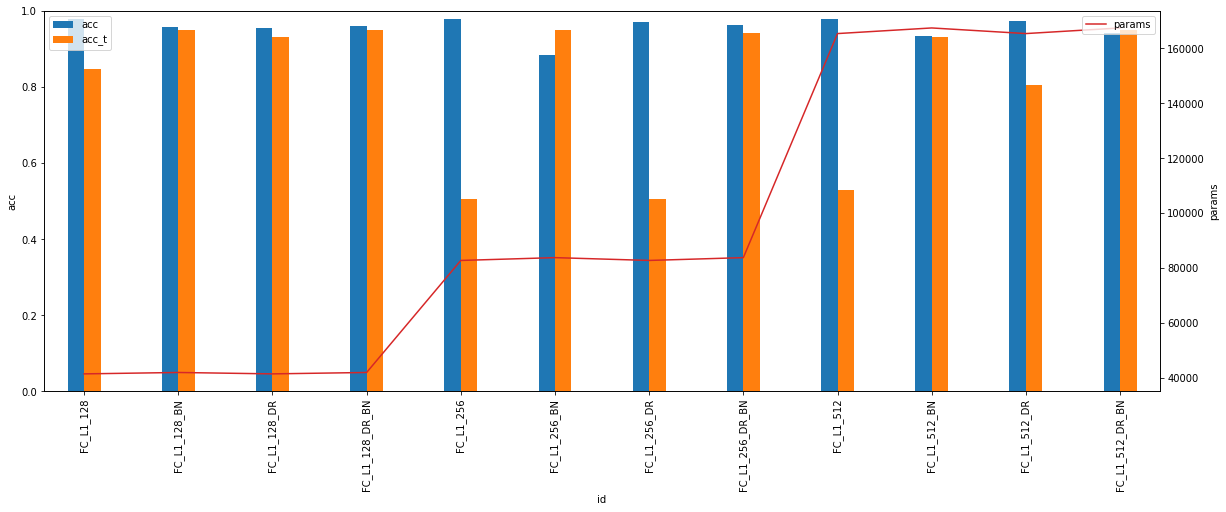 acc
acc_t
params
1.0
0.8
0.6
0.4
0.2
0.0
acc
160000
140000
120000
100000
80000
60000
40000
params
FC_L1_128
FC_L1_128_BN
FC_L1_128_DR
FC_L1_128_DR_BN
FC_L1_256
FC_L1_256_BN
FC_L1_256_DR
FC_L1_256_DR_BN
FC_L1_512
FC_L1_512_BN
FC_L1_512_DR
FC_L1_512_DR_BN
id